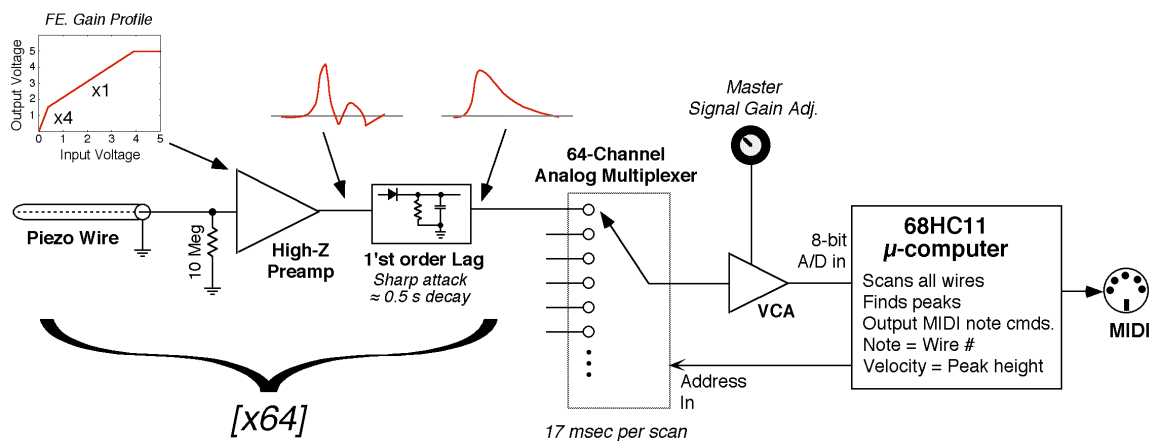 FE. Gain Profile
Output Voltage
5
4
3
2
1
x1
x4
0 1 2 3 4 5
Input Voltage
Piezo Wire
10 Meg
High-Z
Preamp
1'st order Lag
Sharp attack
≈ 0.5 s decay
[x64]
64-Channel
Analog Multiplexer
17 msec per scan
Master
Signal Gain Adj.
VCA
8-bit
A/D in
Address
In
68HC11
µ-computer
Scans all wires
Finds peaks
Output MIDI note cmds.
Note = Wire #
Velocity = Peak height
MIDI